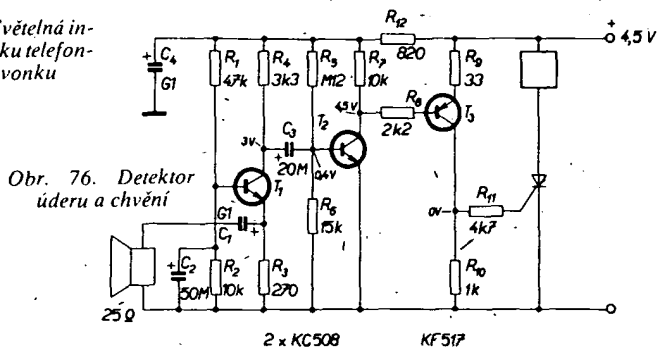 větelná in-
ku telefon-
vonku
Obr. 76. Detektor
úderu a chvění
C4
G1
R1
47k
R4
3k3
R5
M12
R7
10k
R12
820
R9
33
+
4,5 V
3V
C3
20M
T2
4,5V
0,4V
R8
2k2
T3
T1
G1
C1
R6
15k
0V
R11
4k7
25Ω
C2
50M
R2
10k
R3
270
R10
1k
2 x KC508
KF517